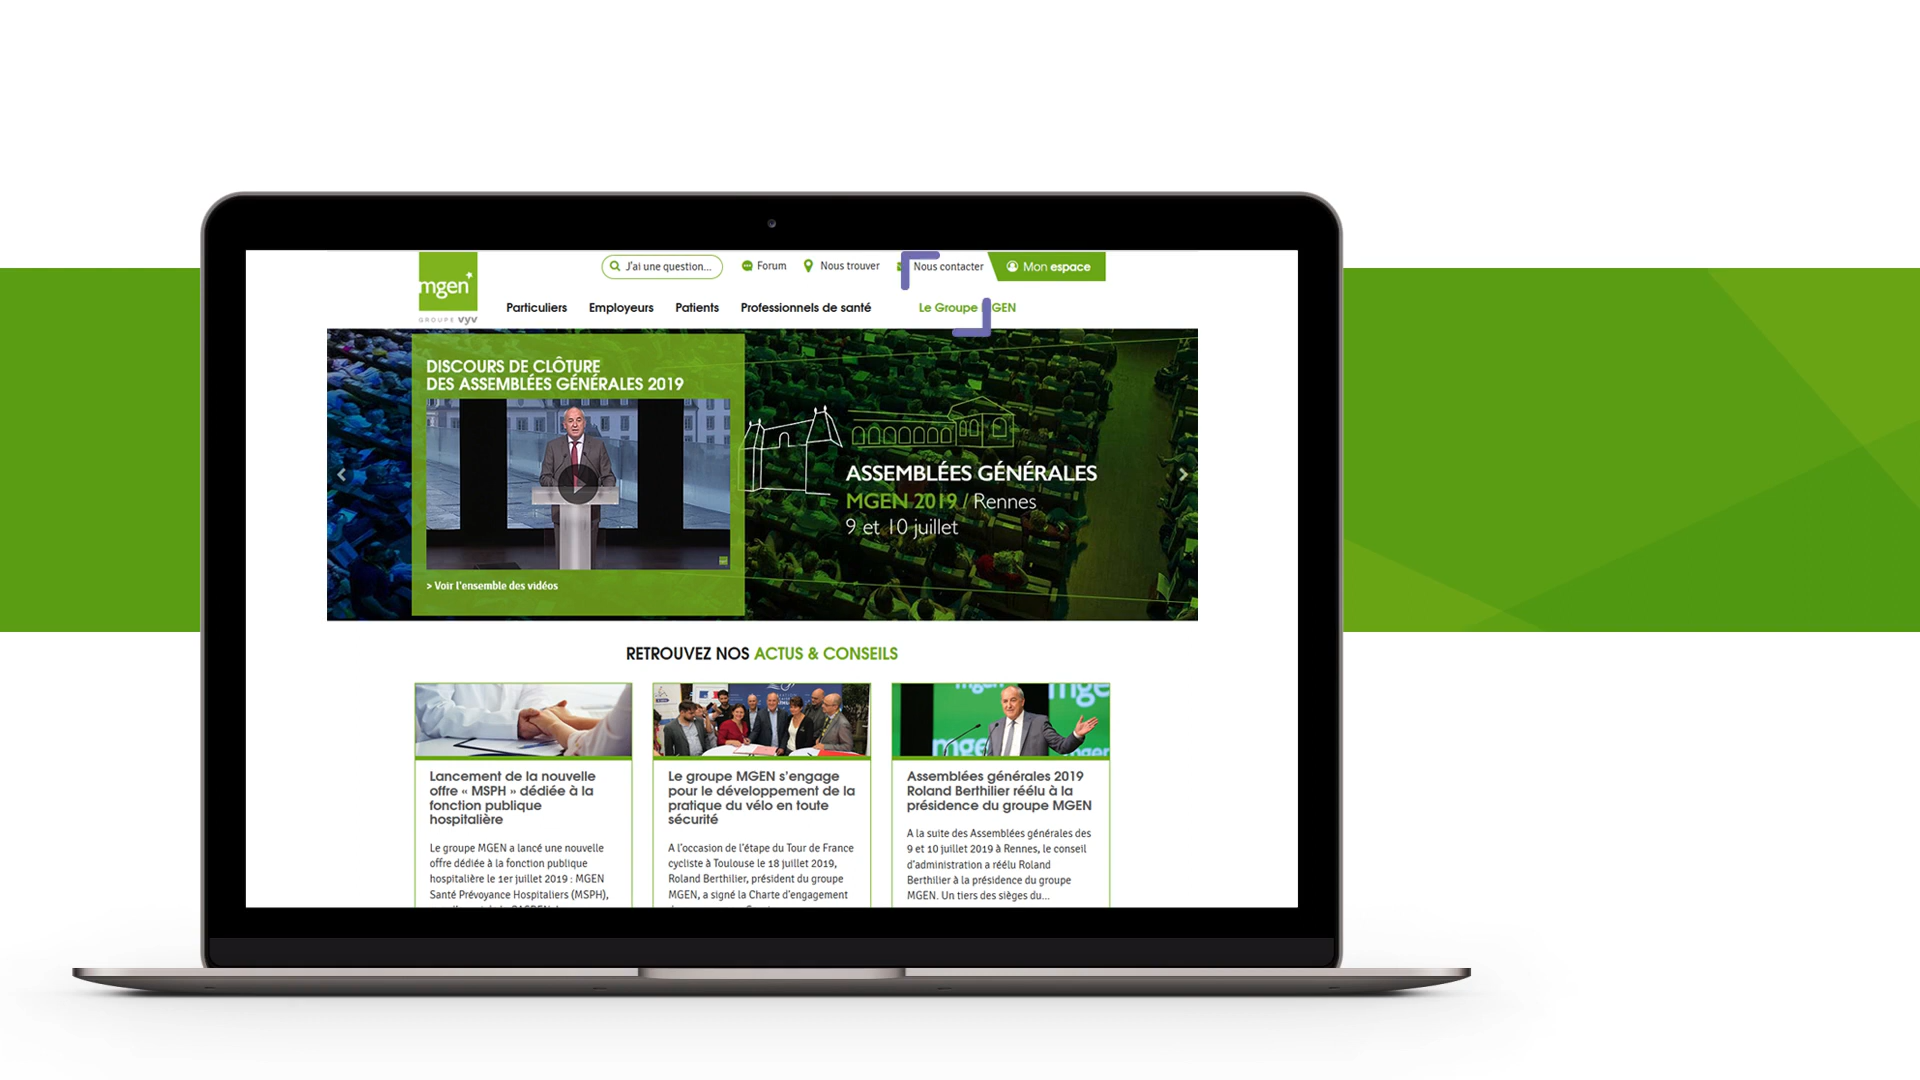 J'ai une question...
Forum
Nous trouver
Nous contacter
Mon espace
mgen
GROUPE vyv
Particuliers
Employeurs
Patients
Professionnels de santé
Le Groupe GEN
DISCOURS DE CLÔTURE
DES ASSEMBLÉES GÉNÉRALES 2019
> Voir l'ensemble des vidéos
ASSEMBLÉES GÉNÉRALES
MGEN 2019 / Rennes
9 et 10 juillet
RETROUVEZ NOS ACTUS & CONSEILS
Lancement de la nouvelle
offre « MSPH » dédiée à la
fonction publique
hospitalière
Le groupe MGEN a lancé une nouvelle
offre dédiée à la fonction publique
hospitalière le 1er juillet 2019 : MGEN
Santé Prévoyance Hospitaliers (MSPH),
Le groupe MGEN s'engage
pour le développement de la
pratique du vélo en toute
sécurité
A l'occasion de l'étape du Tour de France
cycliste à Toulouse le 18 juillet 2019,
Roland Berthilier, président du groupe
MGEN, a signé la Charte d'engagement
mgen
mgen
Assemblées générales 2019
Roland Berthilier réélu à la
présidence du groupe MGEN
A la suite des Assemblées générales des
9 et 10 juillet 2019 à Rennes, le conseil
d'administration a réélu Roland
Berthilier à la présidence du groupe
MGEN. Un tiers des sièges du...